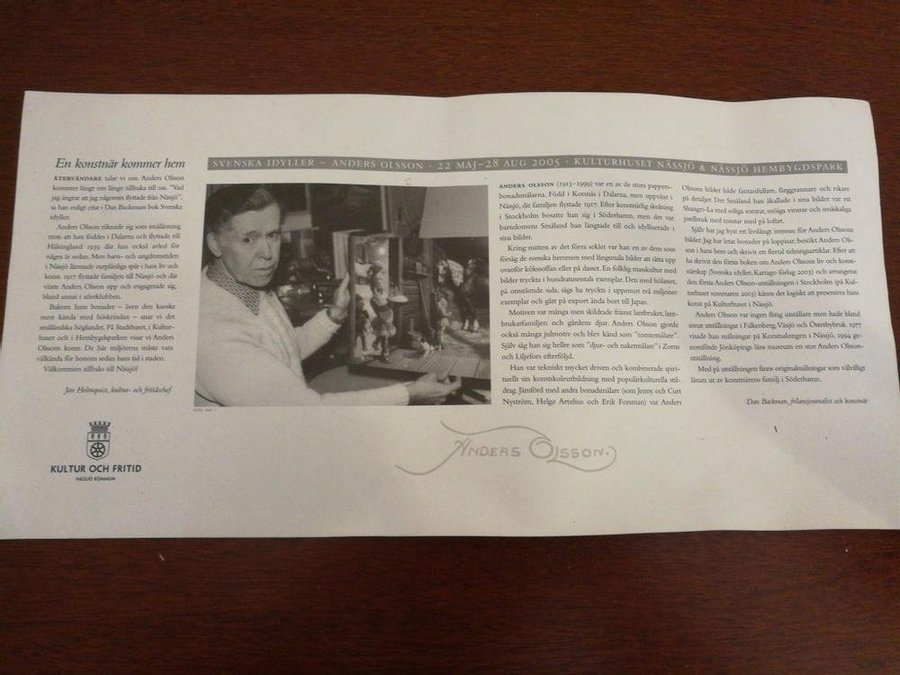 En konstnär kommer hem
ÅTERVÄNDARE talar vi om. Anders Olsson
kommer långt om länge tillbaka till oss. "Vad
jag ångrar att jag någonsin flyttade från Nässjö",
sa han enligt citat i Dan Backmans bok Svenska
idyller.
Anders Olsson räknade sig som smålänning
trots att han föddes i Dalarna och flyttade till
Hälsingland 1939 där han också avled för
några år sedan. Men barn- och ungdomstiden
i Nässjö lämnade outplånliga spår i hans liv och
konst. 1917 flyttade familjen till Nässjö och där
växte Anders Olsson upp och engagerade sig,
bland annat i atletklubben.
Bakom hans bonader – även den kanske
mest kända med höskrindan – anar vi det
småländska höglandet. På Stadshuset, i Kultur-
huset och i Hembygdsparken visar vi Anders
Olssons konst. De här miljöerna måste vara
välkända för honom sedan hans tid i staden.
Välkommen tillbaka till Nässjö!
Jan Holmquist, kultur- och fritidschef
KULTUR OCH FRITID
NÄSSJÖ KOMMUN
SVENSKA IDYLLER – ANDERS OLSSON · 22 MAJ–28 AUG 2005 · KULTURHUSET NÄSSJÖ & NÄSSJÖ HEMBYGDSPARK
ANDERS OLSSON (1913-1999) var en av de stora pappers-
bonadsmålarna. Född i Korsnäs i Dalarna, men uppväxt i
Nässjö, dit familjen flyttade 1917. Efter konstnärlig skolning
i Stockholm bosatte han sig i Söderhamn, men det var
barndomens Småland han längtade till och idylliserade i
sina bilder.
Kring mitten av det förra seklet var han en av dem som
försåg de svenska hemmen med långsmala bilder att sätta upp
ovanför kökssoffan eller på dasset. En folklig masskultur med
bilder tryckta i hundratusentals exemplar. Den med hölasset,
på omstående sida, sägs ha tryckts i uppemot två miljoner
exemplar och gått på export ända bort till Japan.
Motiven var många men skildrade främst lantbruket, lant-
brukarfamiljen och gårdens djur. Anders Olsson gjorde
också många julmotiv och blev känd som "tomtemålare".
Själv såg han sig hellre som "djur- och naketmålare" i Zorns
och Liljefors efterföljd.
Han var tekniskt mycket driven och kombinerade spiri-
tuellt sin konstskoleutbildning med populärkulturella stil-
drag. Jämförd med andra bonadsmålare (som Jenny och Curt
Nyström, Helge Artelius och Erik Forsman) var Anders
Olssons bilder både fantasifullare, färggrannare och rikare
på detaljer. Det Småland han åkallade i sina bilder var ett
Shangri-La med soliga somrar, snöiga vintrar och småskaliga
jordbruk med tomtar med på loftet.
Själv har jag hyst ett livslångt intresse för Anders Olssons
bilder. Jag har letat bonader på loppisar, besökt Anders Ols-
son i hans hem och skrivit en flertal tidningsartiklar. Efter att
ha skrivit den första boken om Anders Olssons liv och konst-
närskap (Svenska idyller, Kartago förlag 2003) och arrangerat
den första Anders Olsson-utställningen i Stockholm (på Kul-
turhuset sommaren 2003) känns det logiskt att presentera hans
konst på Kulturhuset i Nässjö.
Anders Olsson var ingen flitig utställare men hade bland
annat utställningar i Falkenberg, Växjö och Österbybruk. 1977
visade han målningar på Konstsalongen i Nässjö, 1994 ge-
nomförde Jönköpings läns museum en stor Anders Olsson-
utställning.
Med på utställningen finns originalmålningar som välvilligt
lånats ut av konstnärens familj i Söderhamn.
Dan Backman, frilansjournalist och konstnär
ANDERS OLSSON.